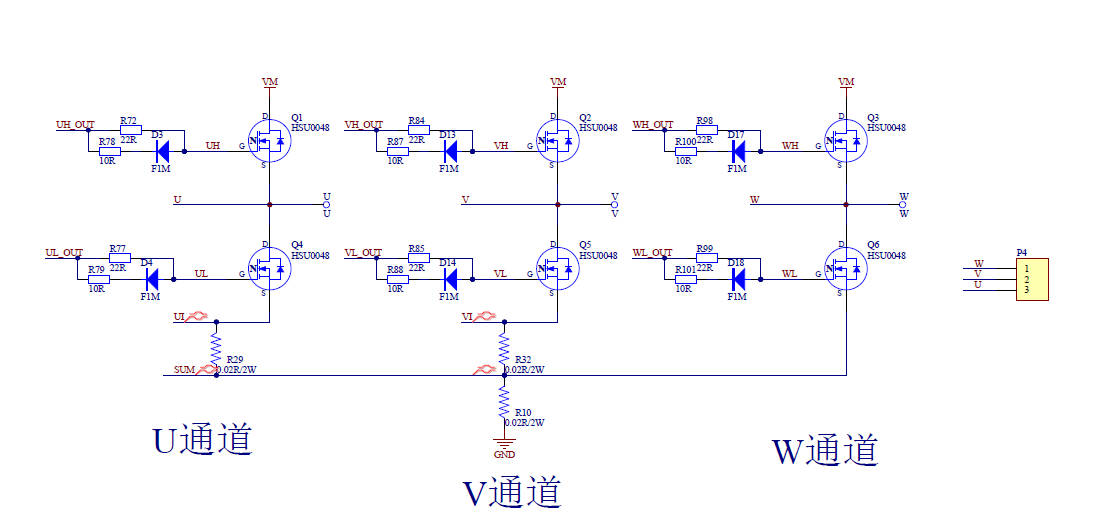 VM VM VM
UH_OUT R72 D3 Q1 VH_OUT R84 D13 Q2 WH_OUT R98 D17 Q3
HSU0048 HSU0048 HSU0048
R78 22R UH N G D S R87 22R VH N G D S R100 22R WH N G D S
10R F1M 10R F1M 10R F1M
U U V V W W
U V W
UL_OUT R77 D4 Q4 VL_OUT R85 D14 Q5 WL_OUT R99 D18 Q6
HSU0048 HSU0048 HSU0048
R79 22R UL N G D S R88 22R VL N G D S R101 22R WL N G D S
10R F1M 10R F1M 10R F1M
P4
W 1
V 2
U 3
UI VI
R29 R32
SUM 0.02R/2W 0.02R/2W
R10
0.02R/2W
GND
U通道
W通道
V通道